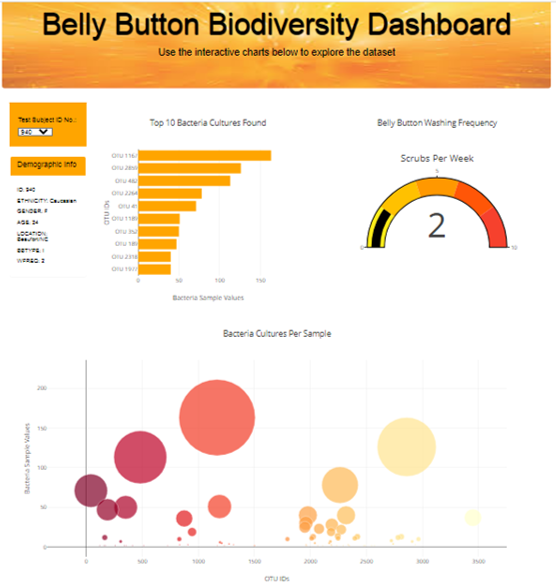 Belly Button Biodiversity Dashboard
Use the interactive charts below to explore the dataset
Test Subject ID No.:
940
Demographic Info
ID: 940
ETHNICITY: Caucasian
GENDER: F
AGE: 24
LOCATION:
Beaufort/NC
BBTYPE: I
WFREQ: 2
Top 10 Bacteria Cultures Found
OTU IDs
OTU 1167
OTU 2859
OTU 482
OTU 2264
OTU 41
OTU 1189
OTU 352
OTU 189
OTU 2318
OTU 1977
0 50 100 150
Bacteria Sample Values
Belly Button Washing Frequency
Scrubs Per Week
5
0
2
10
Bacteria Cultures Per Sample
Bacteria Sample Values
200
150
100
50
0
0 500 1000 1500 2000 2500 3000 3500
OTU IDs